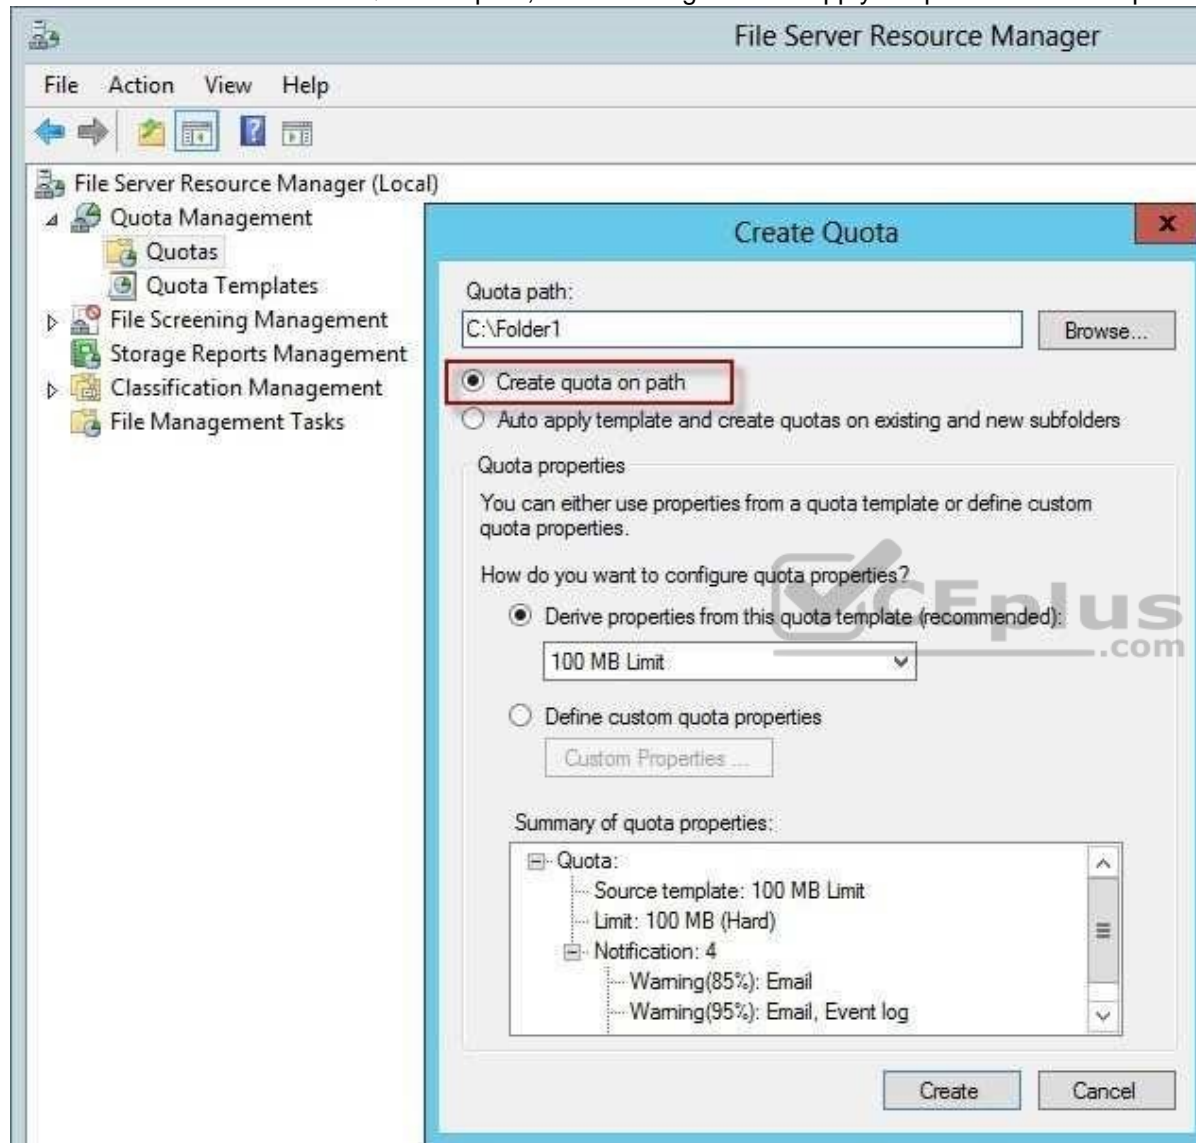 File Server Resource Manager
File Action View Help
File Server Resource Manager (Local)
Quota Management
Quotas
Quota Templates
File Screening Management
Storage Reports Management
Classification Management
File Management Tasks
Create Quota
x
Quota path:
C:\Folder1
Browse...
Create quota on path
Auto apply template and create quotas on existing and new subfolders
Quota properties
You can either use properties from a quota template or define custom
quota properties.
How do you want to configure quota properties?
Derive properties from this quota template (recommended):
100 MB Limit
Define custom quota properties
Custom Properties ...
Summary of quota properties:
Quota:
Source template: 100 MB Limit
Limit: 100 MB (Hard)
Notification: 4
Warning(85%): Email
Warning(95%): Email, Event log
Create Cancel
CEplus
.com